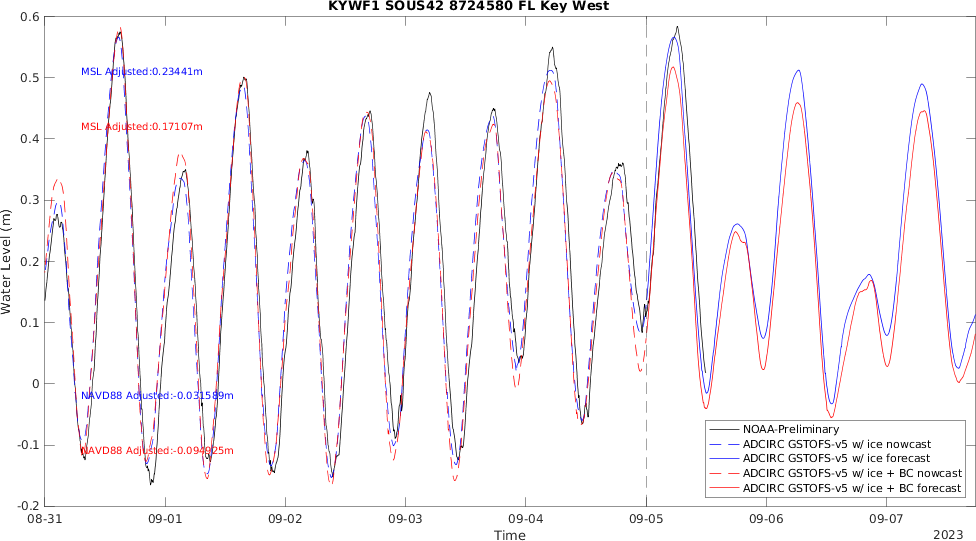 KYWF1 SOUS42 8724580 FL Key West
0.6
0.5
0.4
0.3
0.2
0.1
0
-0.1
-0.2
Water Level (m)
MSL Adjusted:0.23441m
MSL Adjusted:0.17107m
NAVD88 Adjusted:-0.031589m
NAVD88 Adjusted:-0.094925m
NOAA-Preliminary
ADCIRC GSTOFS-v5 w/ ice nowcast
ADCIRC GSTOFS-v5 w/ ice forecast
ADCIRC GSTOFS-v5 w/ ice + BC nowcast
ADCIRC GSTOFS-v5 w/ ice + BC forecast
08-31 09-01 09-02 09-03 09-04 09-05 09-06 09-07
Time
2023